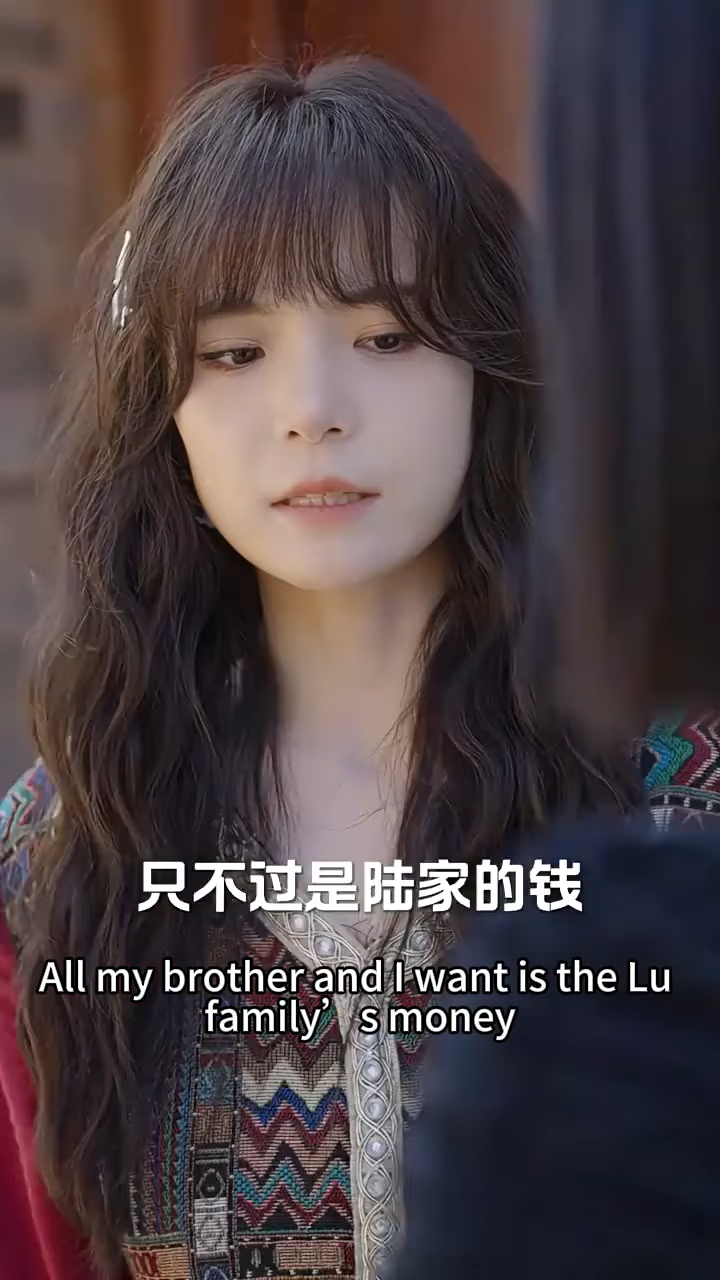 只不过是陆家的钱
All my brother and I want is the Lu
family’s money